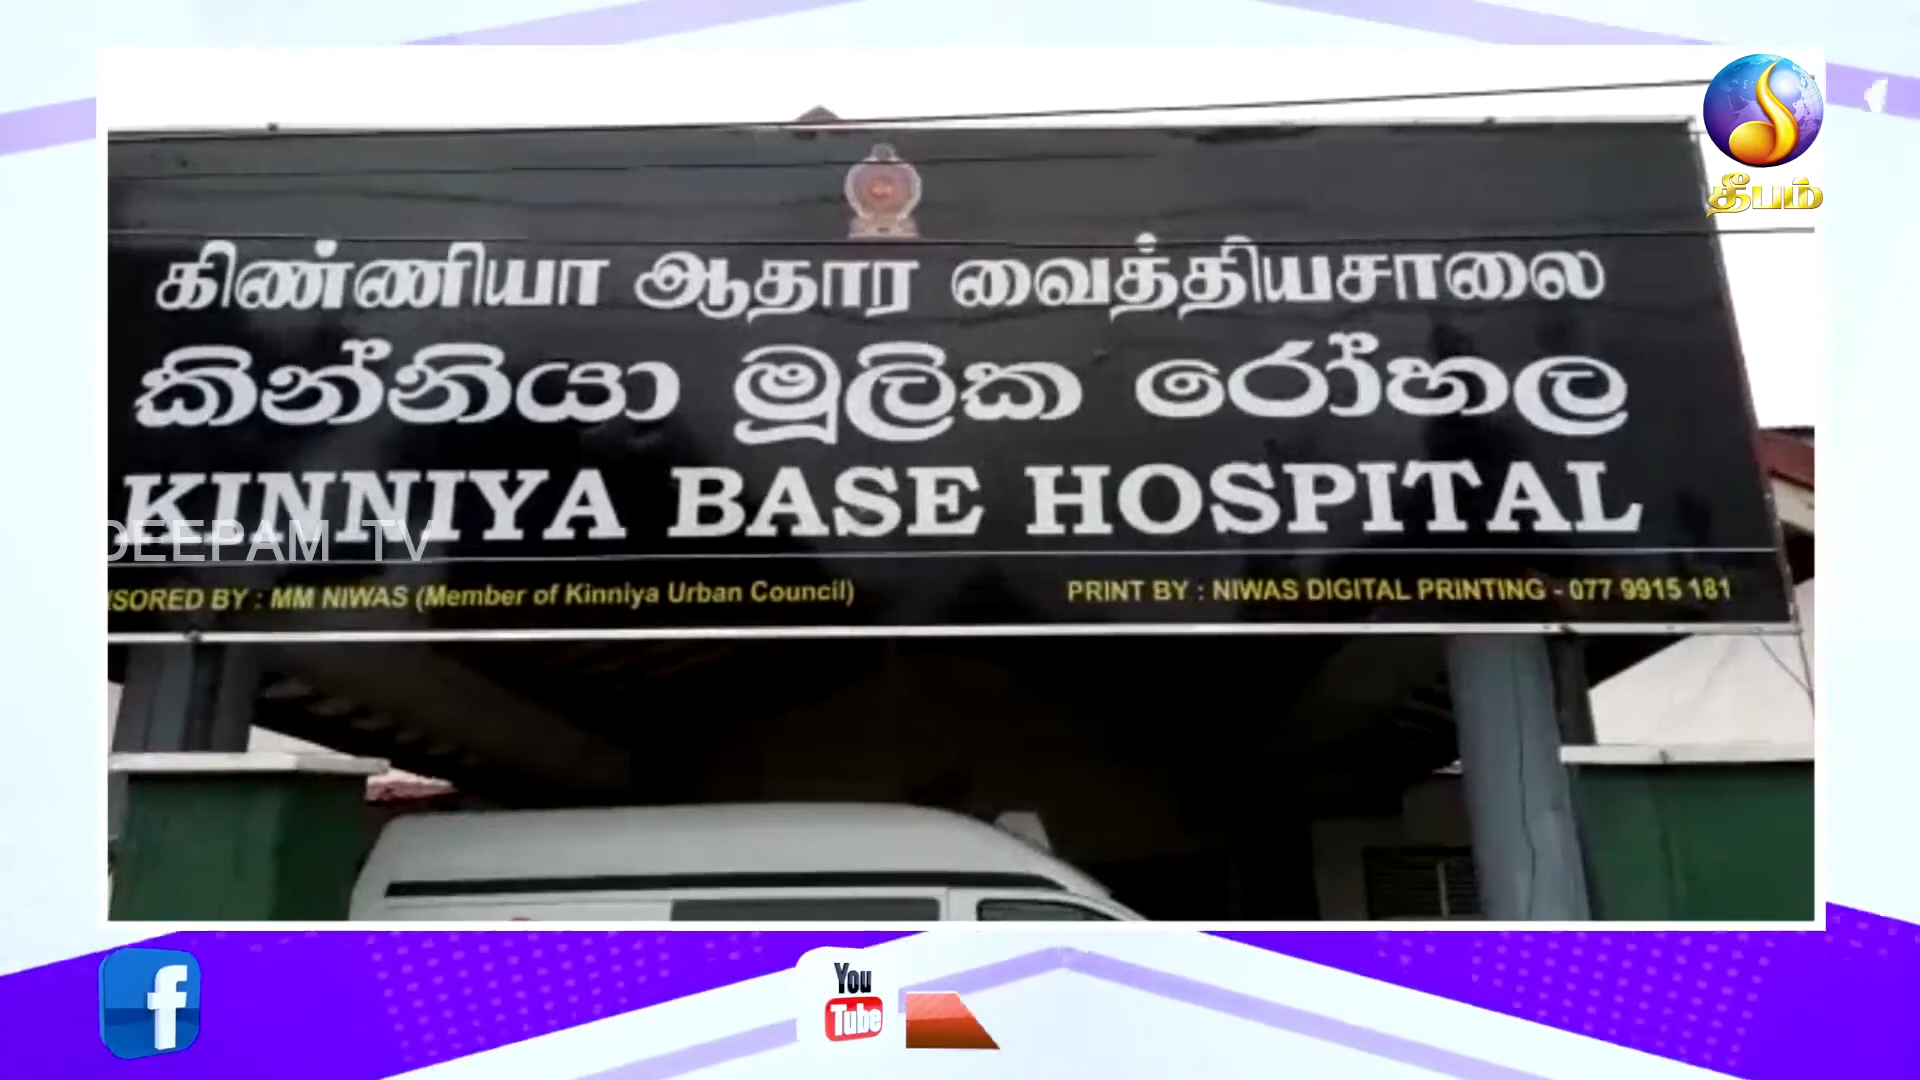 தீபம்
கிண்ணியா ஆதார வைத்தியசாலை
කින්නියා මූලික රෝහල
KINNIYA BASE HOSPITAL
DEEPAM TV
SORED BY : MM NIWAS (Member of Kinniya Urban Council)
PRINT BY : NIWAS DIGITAL PRINTING - 077 9915 181
You
Tube